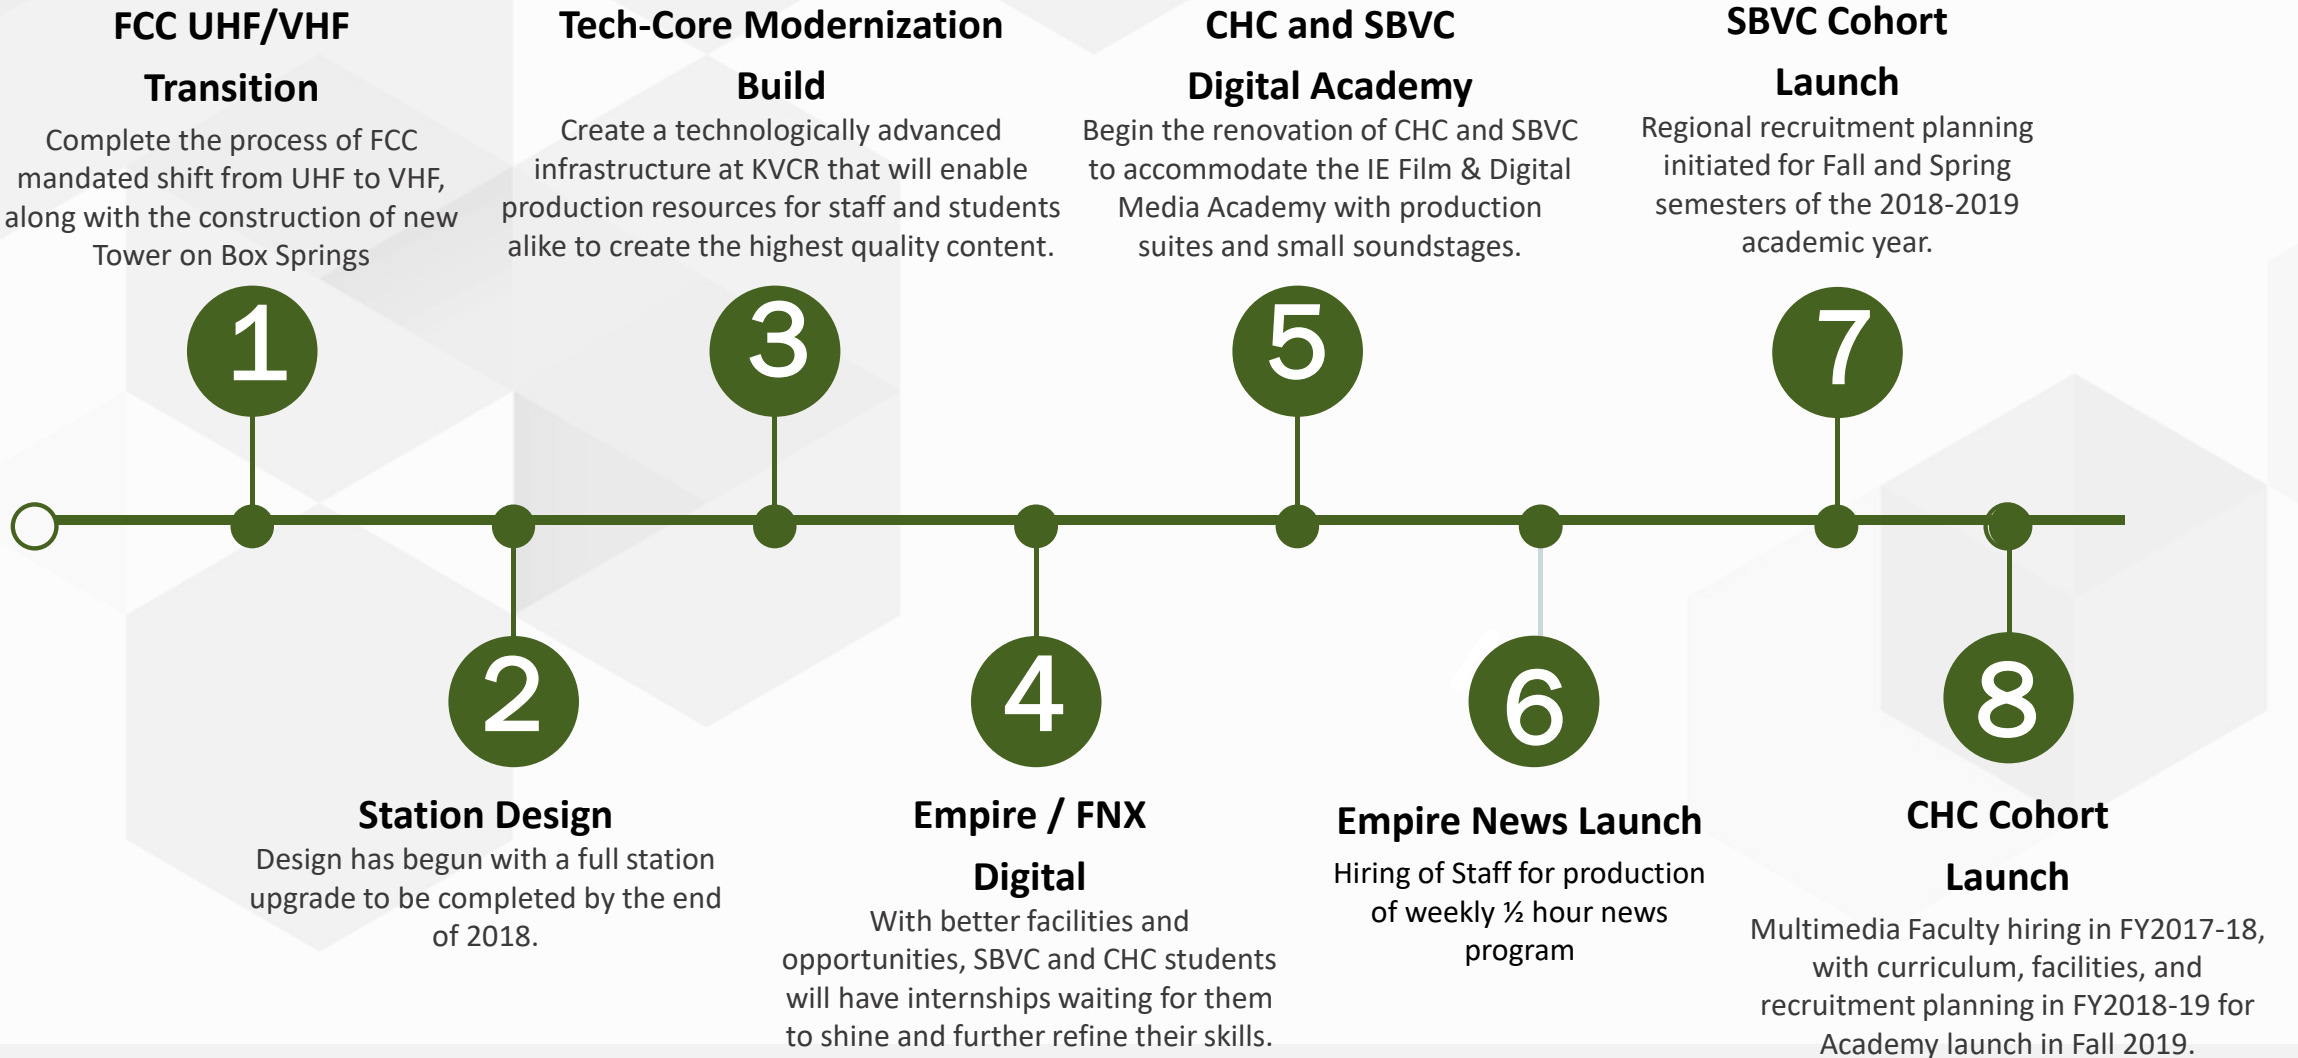 FCC UHF/VHF
Transition
Complete the process of FCC
mandated shift from UHF to VHF,
along with the construction of new
Tower on Box Springs
1
Station Design
Design has begun with a full station
upgrade to be completed by the end
of 2018.
2
Tech-Core Modernization
Build
Create a technologically advanced
infrastructure at KVCR that will enable
production resources for staff and students
alike to create the highest quality content.
3
Empire / FNX
Digital
With better facilities and
opportunities, SBVC and CHC students
will have internships waiting for them
to shine and further refine their skills.
4
CHC and SBVC
Digital Academy
Begin the renovation of CHC and SBVC
to accommodate the IE Film & Digital
Media Academy with production
suites and small soundstages.
5
Empire News Launch
Hiring of Staff for production
of weekly ½ hour news
program
6
SBVC Cohort
Launch
Regional recruitment planning
initiated for Fall and Spring
semesters of the 2018-2019
academic year.
7
CHC Cohort
Launch
Multimedia Faculty hiring in FY2017-18,
with curriculum, facilities, and
recruitment planning in FY2018-19 for
Academy launch in Fall 2019.
8